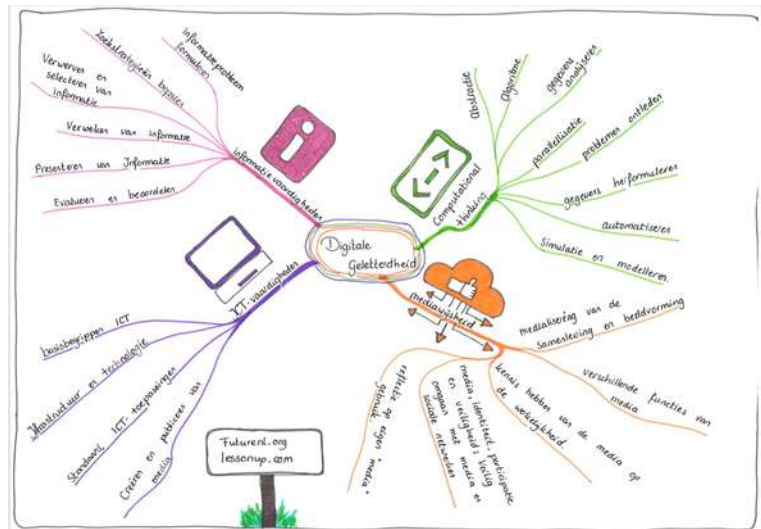 Digitale
Geletterdheid
informatievaardigheden
informatieprobleem
formuleren
Zoekstrategieën bepalen
Verwerven en
selecteren van
informatie
Verwerken van informatie
Presenteren van Informatie
Evalueren en beoordelen
Computational
thinking
Abstractie
Algoritme
gegevens
analyseren
parallellisatie
problemen ontleden
gegevens herformuleren
automatiseren
Simulatie en modelleren.
mediawijsheid
medialisering van de
samenleving en beeldvorming
verschillende functies van
media
kennis hebben van de media op
de werkelijkheid.
media, identiteit, participatie
en veiligheid: veilig
omgaan met media en
sociale netwerken
reflectie op eigen "media"
gebruik.
ICT-vaardigheden
basisbegrippen ICT
Infrastructuur en technologie
Standaard ICT-toepassingen
Creëren en publiceren van
media
Futurenl.org
lessonup.com